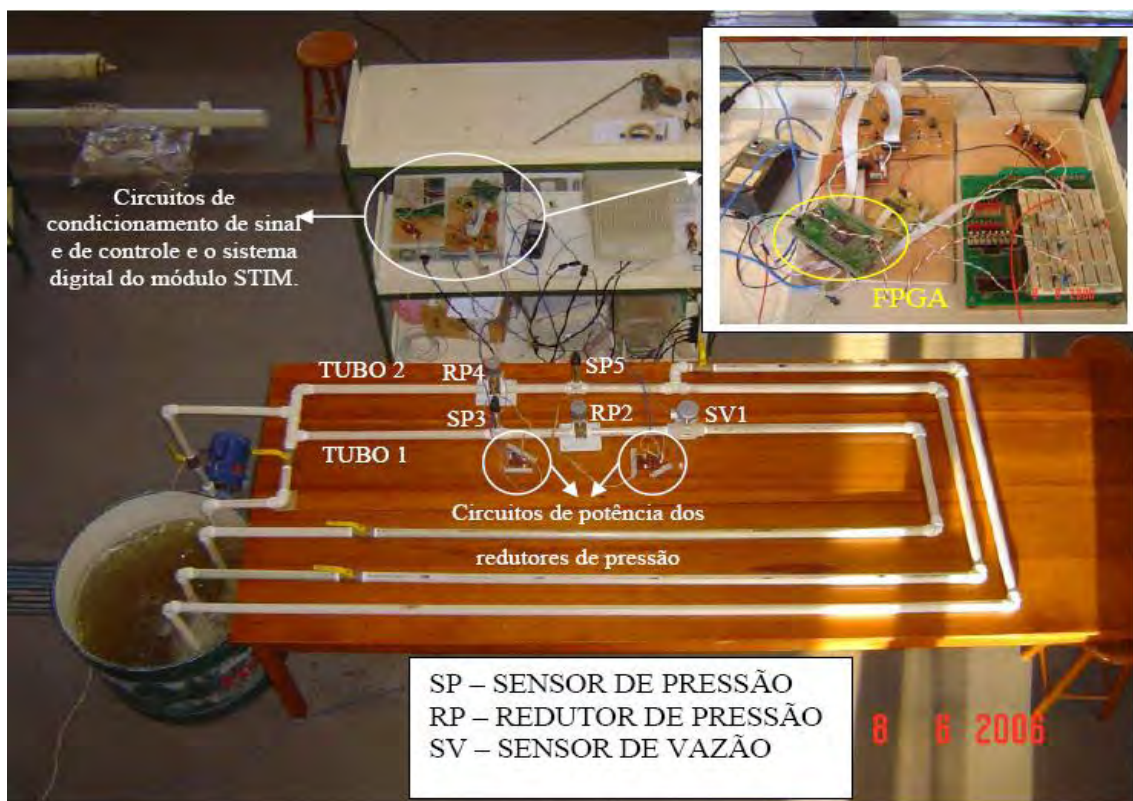 Circuitos de
condicionamento de sinal
e de controle e o sistema
digital do módulo STIM.
FPGA
TUBO 2
RP4
SP5
SP3
RP2
SV1
TUBO 1
Circuitos de potência dos
redutores de pressão
SP – SENSOR DE PRESSÃO
RP – REDUTOR DE PRESSÃO
SV – SENSOR DE VAZÃO
8 6 2006